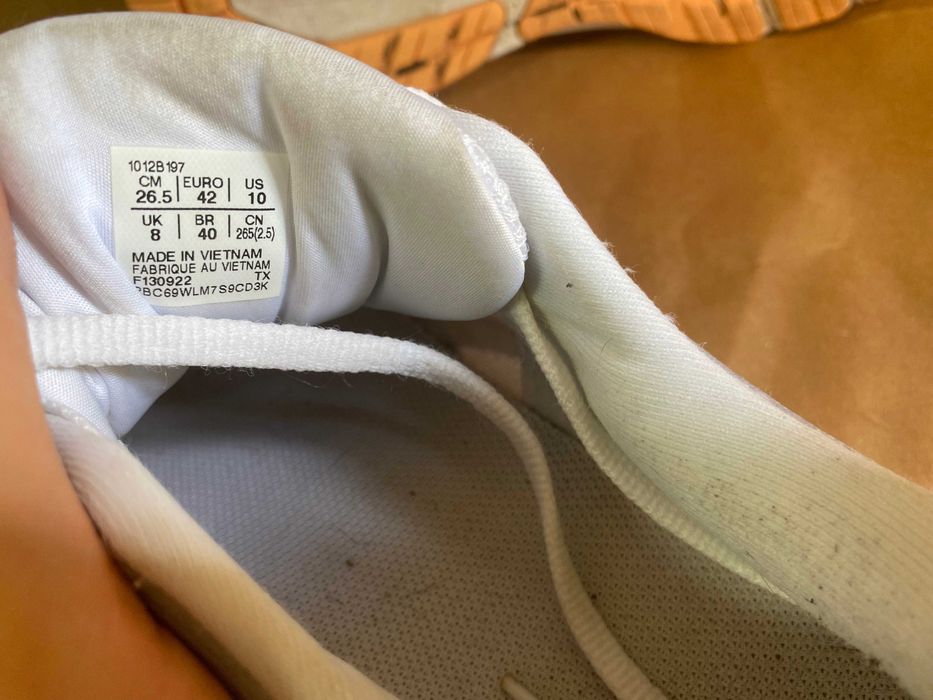 1012B197
CM EURO US
26.5 42 10
UK BR CN
8 40 265(2.5)
MADE IN VIETNAM
FABRIQUE AU VIETNAM
F130922 TX